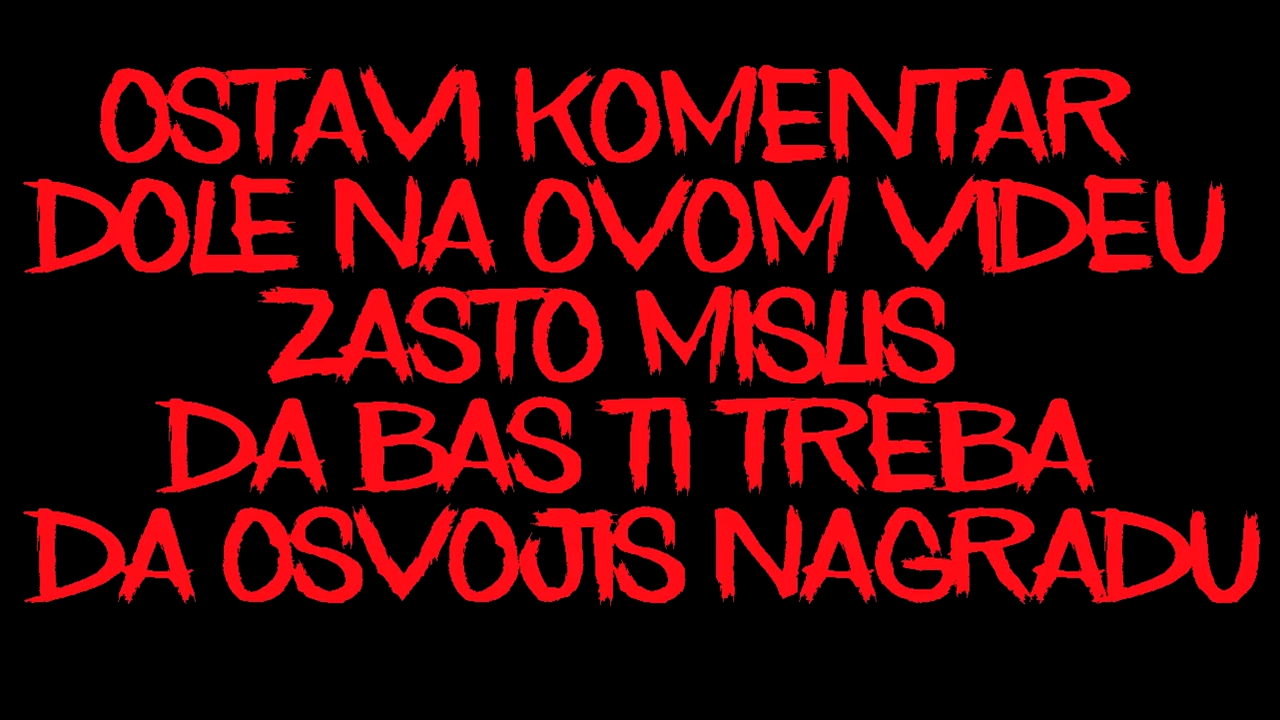 OSTAVI KOMENTAR
DOLE NA OVOM VIDEU
ZASTO MISLIS
DA BAS TI TREBA
DA OSVOJIS NAGRADU